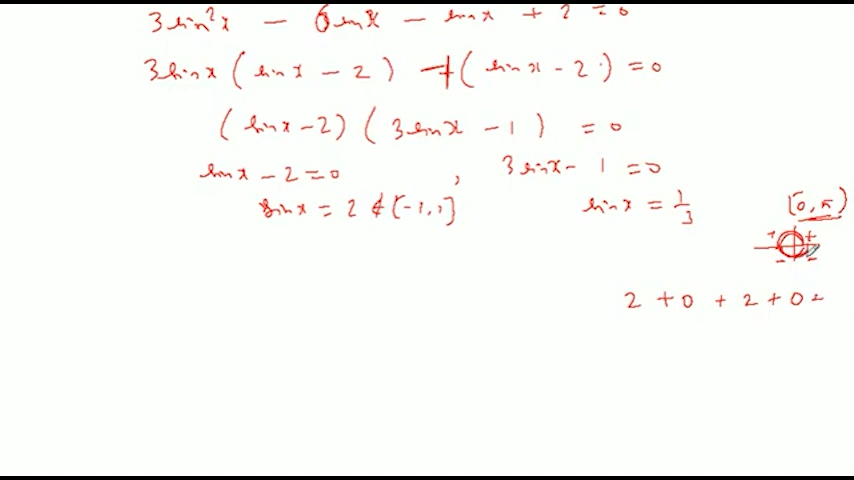 3sin²x - 6sinx - sinx + 2 = 0
3sinx (sinx - 2) -1 (sinx - 2) = 0
(sinx - 2) (3sinx - 1) = 0
sinx - 2 = 0 , 3sinx - 1 = 0
sinx = 2 ∉ [-1, 1] sinx = 1/3 [0, π)
+ +
- -
2 + 0 + 2 + 0 +